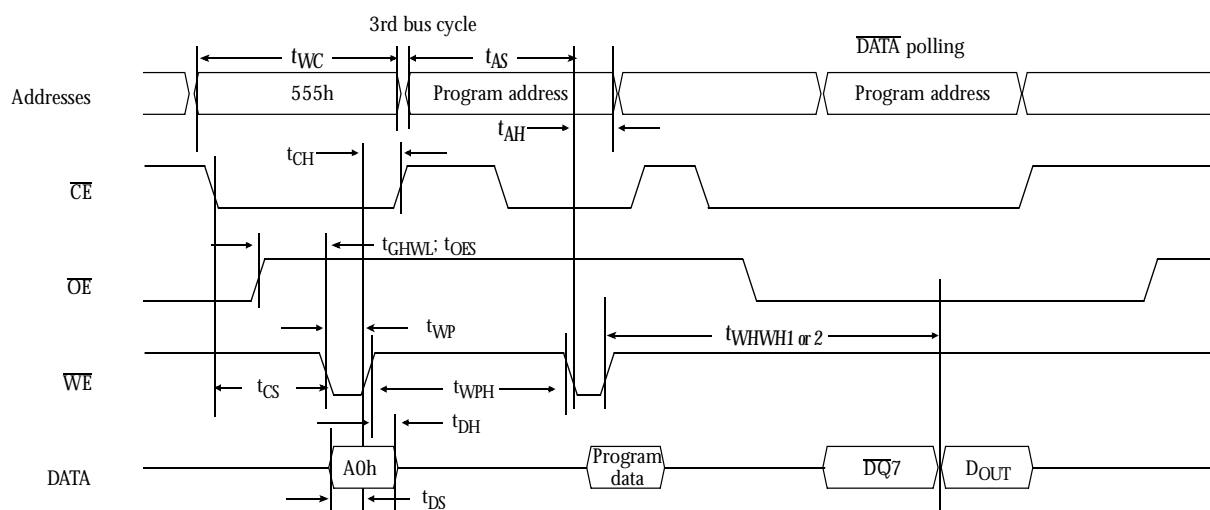 3rd bus cycle
tWC
tAS
DATA polling
Addresses
555h
Program address
Program address
tAH
tCH
CE
tGHWL; tOES
OE
tWP
tWHWH1 or 2
WE
tCS
tWPH
tDH
DATA
A0h
Program
data
DQ7
DOUT
tDS